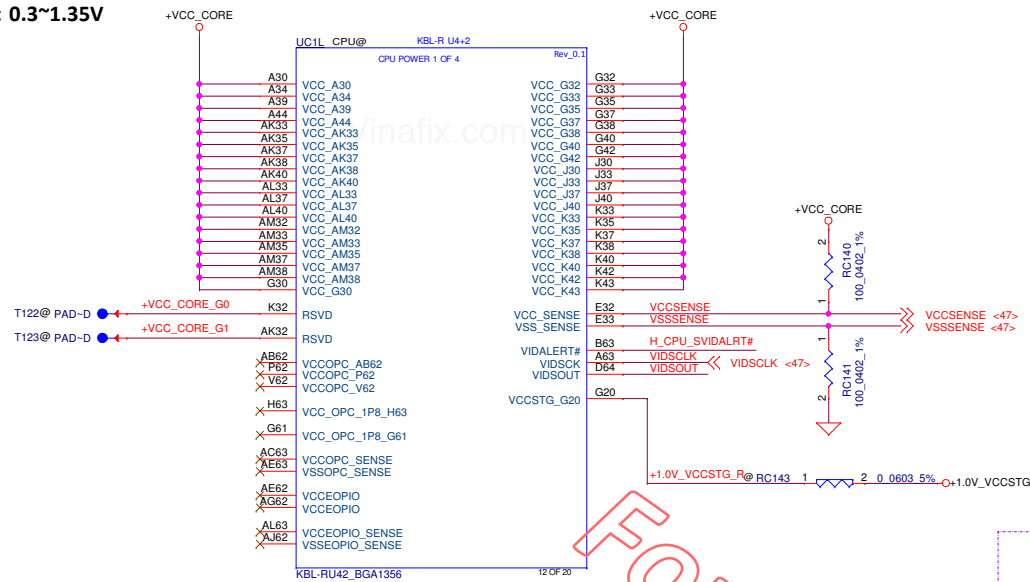 : 0.3~1.35V
+VCC_CORE
+VCC_CORE
UC1L CPU@ KBL-R U4+2
CPU POWER 1 OF 4
Rev_0.1
A30 VCC_A30
A34 VCC_A34
A39 VCC_A39
A44 VCC_A44
AK33 VCC_AK33
AK35 VCC_AK35
AK37 VCC_AK37
AK38 VCC_AK38
AK40 VCC_AK40
AL33 VCC_AL33
AL37 VCC_AL37
AL40 VCC_AL40
AM32 VCC_AM32
AM33 VCC_AM33
AM35 VCC_AM35
AM37 VCC_AM37
AM38 VCC_AM38
G30 VCC_G30
T122@ PAD~D +VCC_CORE_G0 K32 RSVD
T123@ PAD~D +VCC_CORE_G1 AK32 RSVD
AB62 VCCOPC_AB62
P62 VCCOPC_P62
V62 VCCOPC_V62
H63 VCC_OPC_1P8_H63
G61 VCC_OPC_1P8_G61
AC63 VCCOPC_SENSE
AE63 VSSOPC_SENSE
AE62 VCCEOPIO
AG62 VCCEOPIO
AL63 VCCEOPIO_SENSE
AJ62 VSSEOPIO_SENSE
VCC_G32 G32
VCC_G33 G33
VCC_G35 G35
VCC_G37 G37
VCC_G38 G38
VCC_G40 G40
VCC_G42 G42
VCC_J30 J30
VCC_J33 J33
VCC_J37 J37
VCC_J40 J40
VCC_K33 K33
VCC_K35 K35
VCC_K37 K37
VCC_K38 K38
VCC_K40 K40
VCC_K42 K42
VCC_K43 K43
VCC_SENSE E32 VCCSENSE VCCSENSE <47>
VSS_SENSE E33 VSSSENSE VSSSENSE <47>
VIDALERT# B63 H_CPU_SVIDALRT#
VIDSCK A63 VIDSCLK VIDSCLK <47>
VIDSOUT D64 VIDSOUT
VCCSTG_G20 G20
+VCC_CORE
2 1
RC140
100_0402_1%
1 2
RC141
100_0402_1%
+1.0V_VCCSTG_R @ RC143 1 2 0_0603_5% +1.0V_VCCSTG
KBL-RU42_BGA1356
12 OF 20
inafix.com
Fo